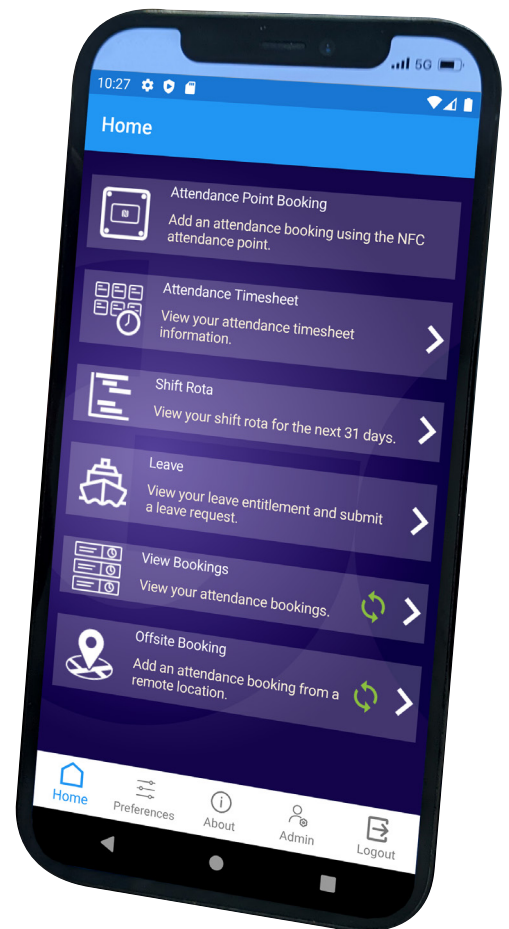 5G
10:27
Home
Attendance Point Booking
Add an attendance booking using the NFC
attendance point.
Attendance Timesheet
View your attendance timesheet
information.
Shift Rota
View your shift rota for the next 31 days.
Leave
View your leave entitlement and submit
a leave request.
View Bookings
View your attendance bookings.
Offsite Booking
Add an attendance booking from a
remote location.
Home
Preferences
About
Admin
Logout